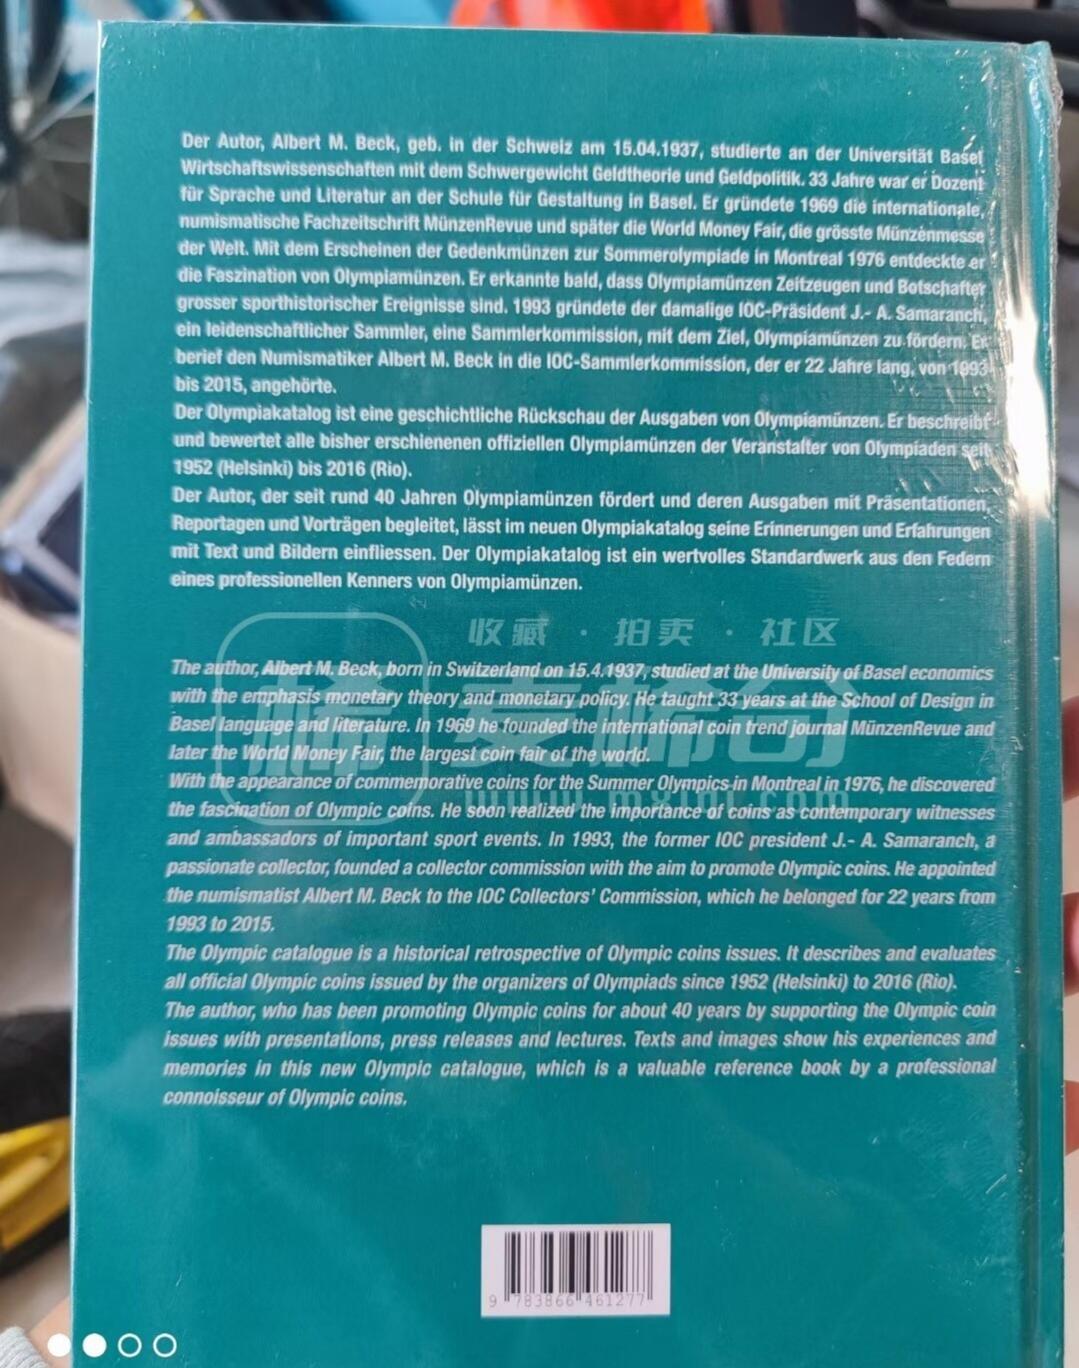 Der Autor, Albert M. Beck, geb. in der Schweiz am 15.04.1937, studierte an der Universität Basel
Wirtschaftswissenschaften mit dem Schwergewicht Geldtheorie und Geldpolitik. 33 Jahre war er Dozent
für Sprache und Literatur an der Schule für Gestaltung in Basel. Er gründete 1969 die internationale,
numismatische Fachzeitschrift MünzenRevue und später die World Money Fair, die grösste Münzenmesse
der Welt. Mit dem Erscheinen der Gedenkmünzen zur Sommerolympiade in Montreal 1976 entdeckte er
die Faszination von Olympiamünzen. Er erkannte bald, dass Olympiamünzen Zeitzeugen und Botschafter
grosser sporthistorischer Ereignisse sind. 1993 gründete der damalige IOC-Präsident J.- A. Samaranch,
ein leidenschaftlicher Sammler, eine Sammlerkommission, mit dem Ziel, Olympiamünzen zu fördern. Er
berief den Numismatiker Albert M. Beck in die IOC-Sammlerkommission, der er 22 Jahre lang, von 1993
bis 2015, angehörte.
Der Olympiakatalog ist eine geschichtliche Rückschau der Ausgaben von Olympiamünzen. Er beschreibt
und bewertet alle bisher erschienenen offiziellen Olympiamünzen der Veranstalter von Olympiaden seit
1952 (Helsinki) bis 2016 (Rio).
Der Autor, der seit rund 40 Jahren Olympiamünzen fördert und deren Ausgaben mit Präsentationen,
Reportagen und Vorträgen begleitet, lässt im neuen Olympiakatalog seine Erinnerungen und Erfahrungen
mit Text und Bildern einfliessen. Der Olympiakatalog ist ein wertvolles Standardwerk aus den Federn
eines professionellen Kenners von Olympiamünzen.
收藏 · 拍卖 · 社区
The author, Albert M. Beck, born in Switzerland on 15.4.1937, studied at the University of Basel economics
with the emphasis monetary theory and monetary policy. He taught 33 years at the School of Design in
Basel language and literature. In 1969 he founded the international coin trend journal MünzenRevue and
later the World Money Fair, the largest coin fair of the world.
With the appearance of commemorative coins for the Summer Olympics in Montreal in 1976, he discovered
the fascination of Olympic coins. He soon realized the importance of coins as contemporary witnesses
and ambassadors of important sport events. In 1993, the former IOC president J.- A. Samaranch, a
passionate collector, founded a collector commission with the aim to promote Olympic coins. He appointed
the numismatist Albert M. Beck to the IOC Collectors' Commission, which he belonged for 22 years from
1993 to 2015.
The Olympic catalogue is a historical retrospective of Olympic coins issues. It describes and evaluates
all official Olympic coins issued by the organizers of Olympiads since 1952 (Helsinki) to 2016 (Rio).
The author, who has been promoting Olympic coins for about 40 years by supporting the Olympic coin
issues with presentations, press releases and lectures. Texts and images show his experiences and
memories in this new Olympic catalogue, which is a valuable reference book by a professional
connoisseur of Olympic coins.
9 783866 461277